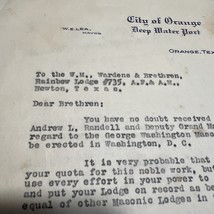 City of Orange
W.E.LEA,
MAYOR
Deep Water Port
ORANGE, TEX
To the W.M., Wardens & Brethren,
Rainbow Lodge #735, A.F.& A.M.,
Newton, T e x a s.
Dear Brethren:
You have no doubt received
Andrew L. Randell and Deputy Grand Ma
regard to the George Washington Mason
be erected in Washington, D. C.
It is very probable that
your quota for this noble work, but
use every effort in your power to
and put your Lodge on record as be
equal of other Masonic Lodges in